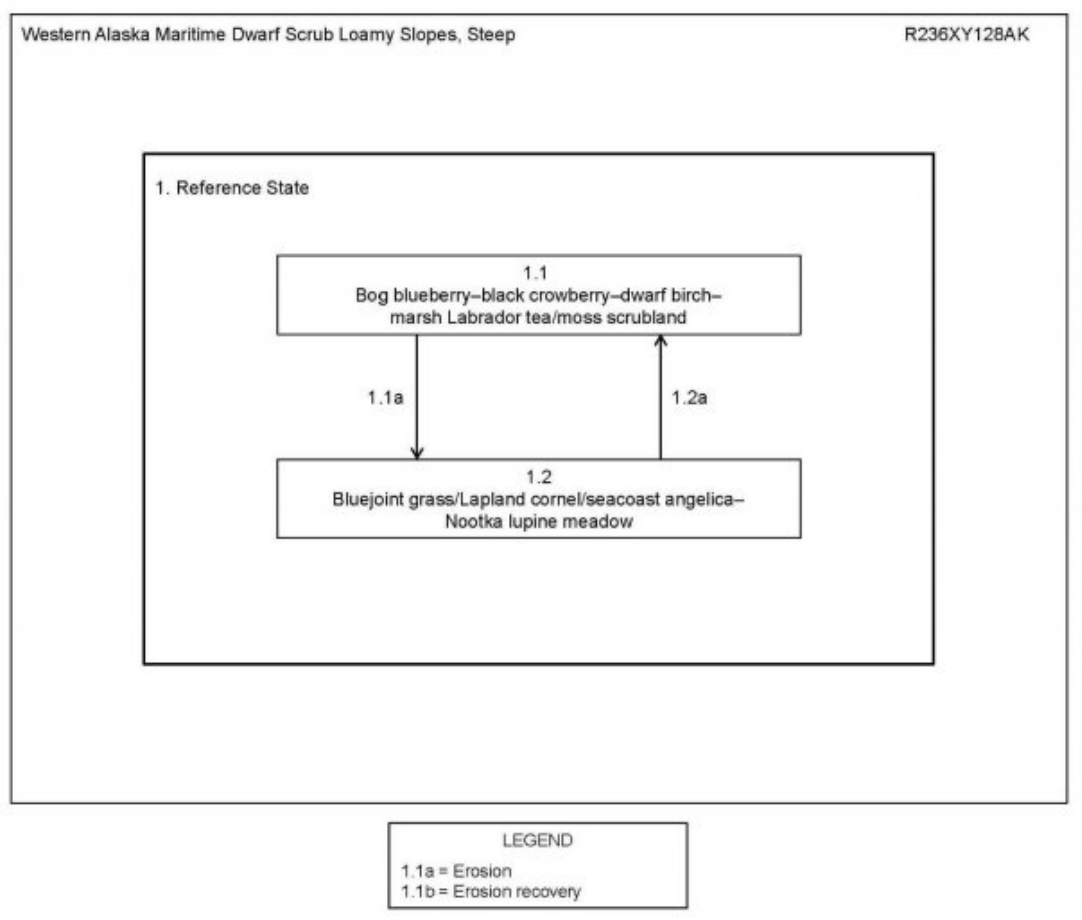 Western Alaska Maritime Dwarf Scrub Loamy Slopes, Steep R236XY128AK
1. Reference State
1.1
Bog blueberry–black crowberry–dwarf birch–
marsh Labrador tea/moss scrubland
1.1a 1.2a
1.2
Bluejoint grass/Lapland cornel/seacoast angelica–
Nootka lupine meadow
LEGEND
1.1a = Erosion
1.1b = Erosion recovery